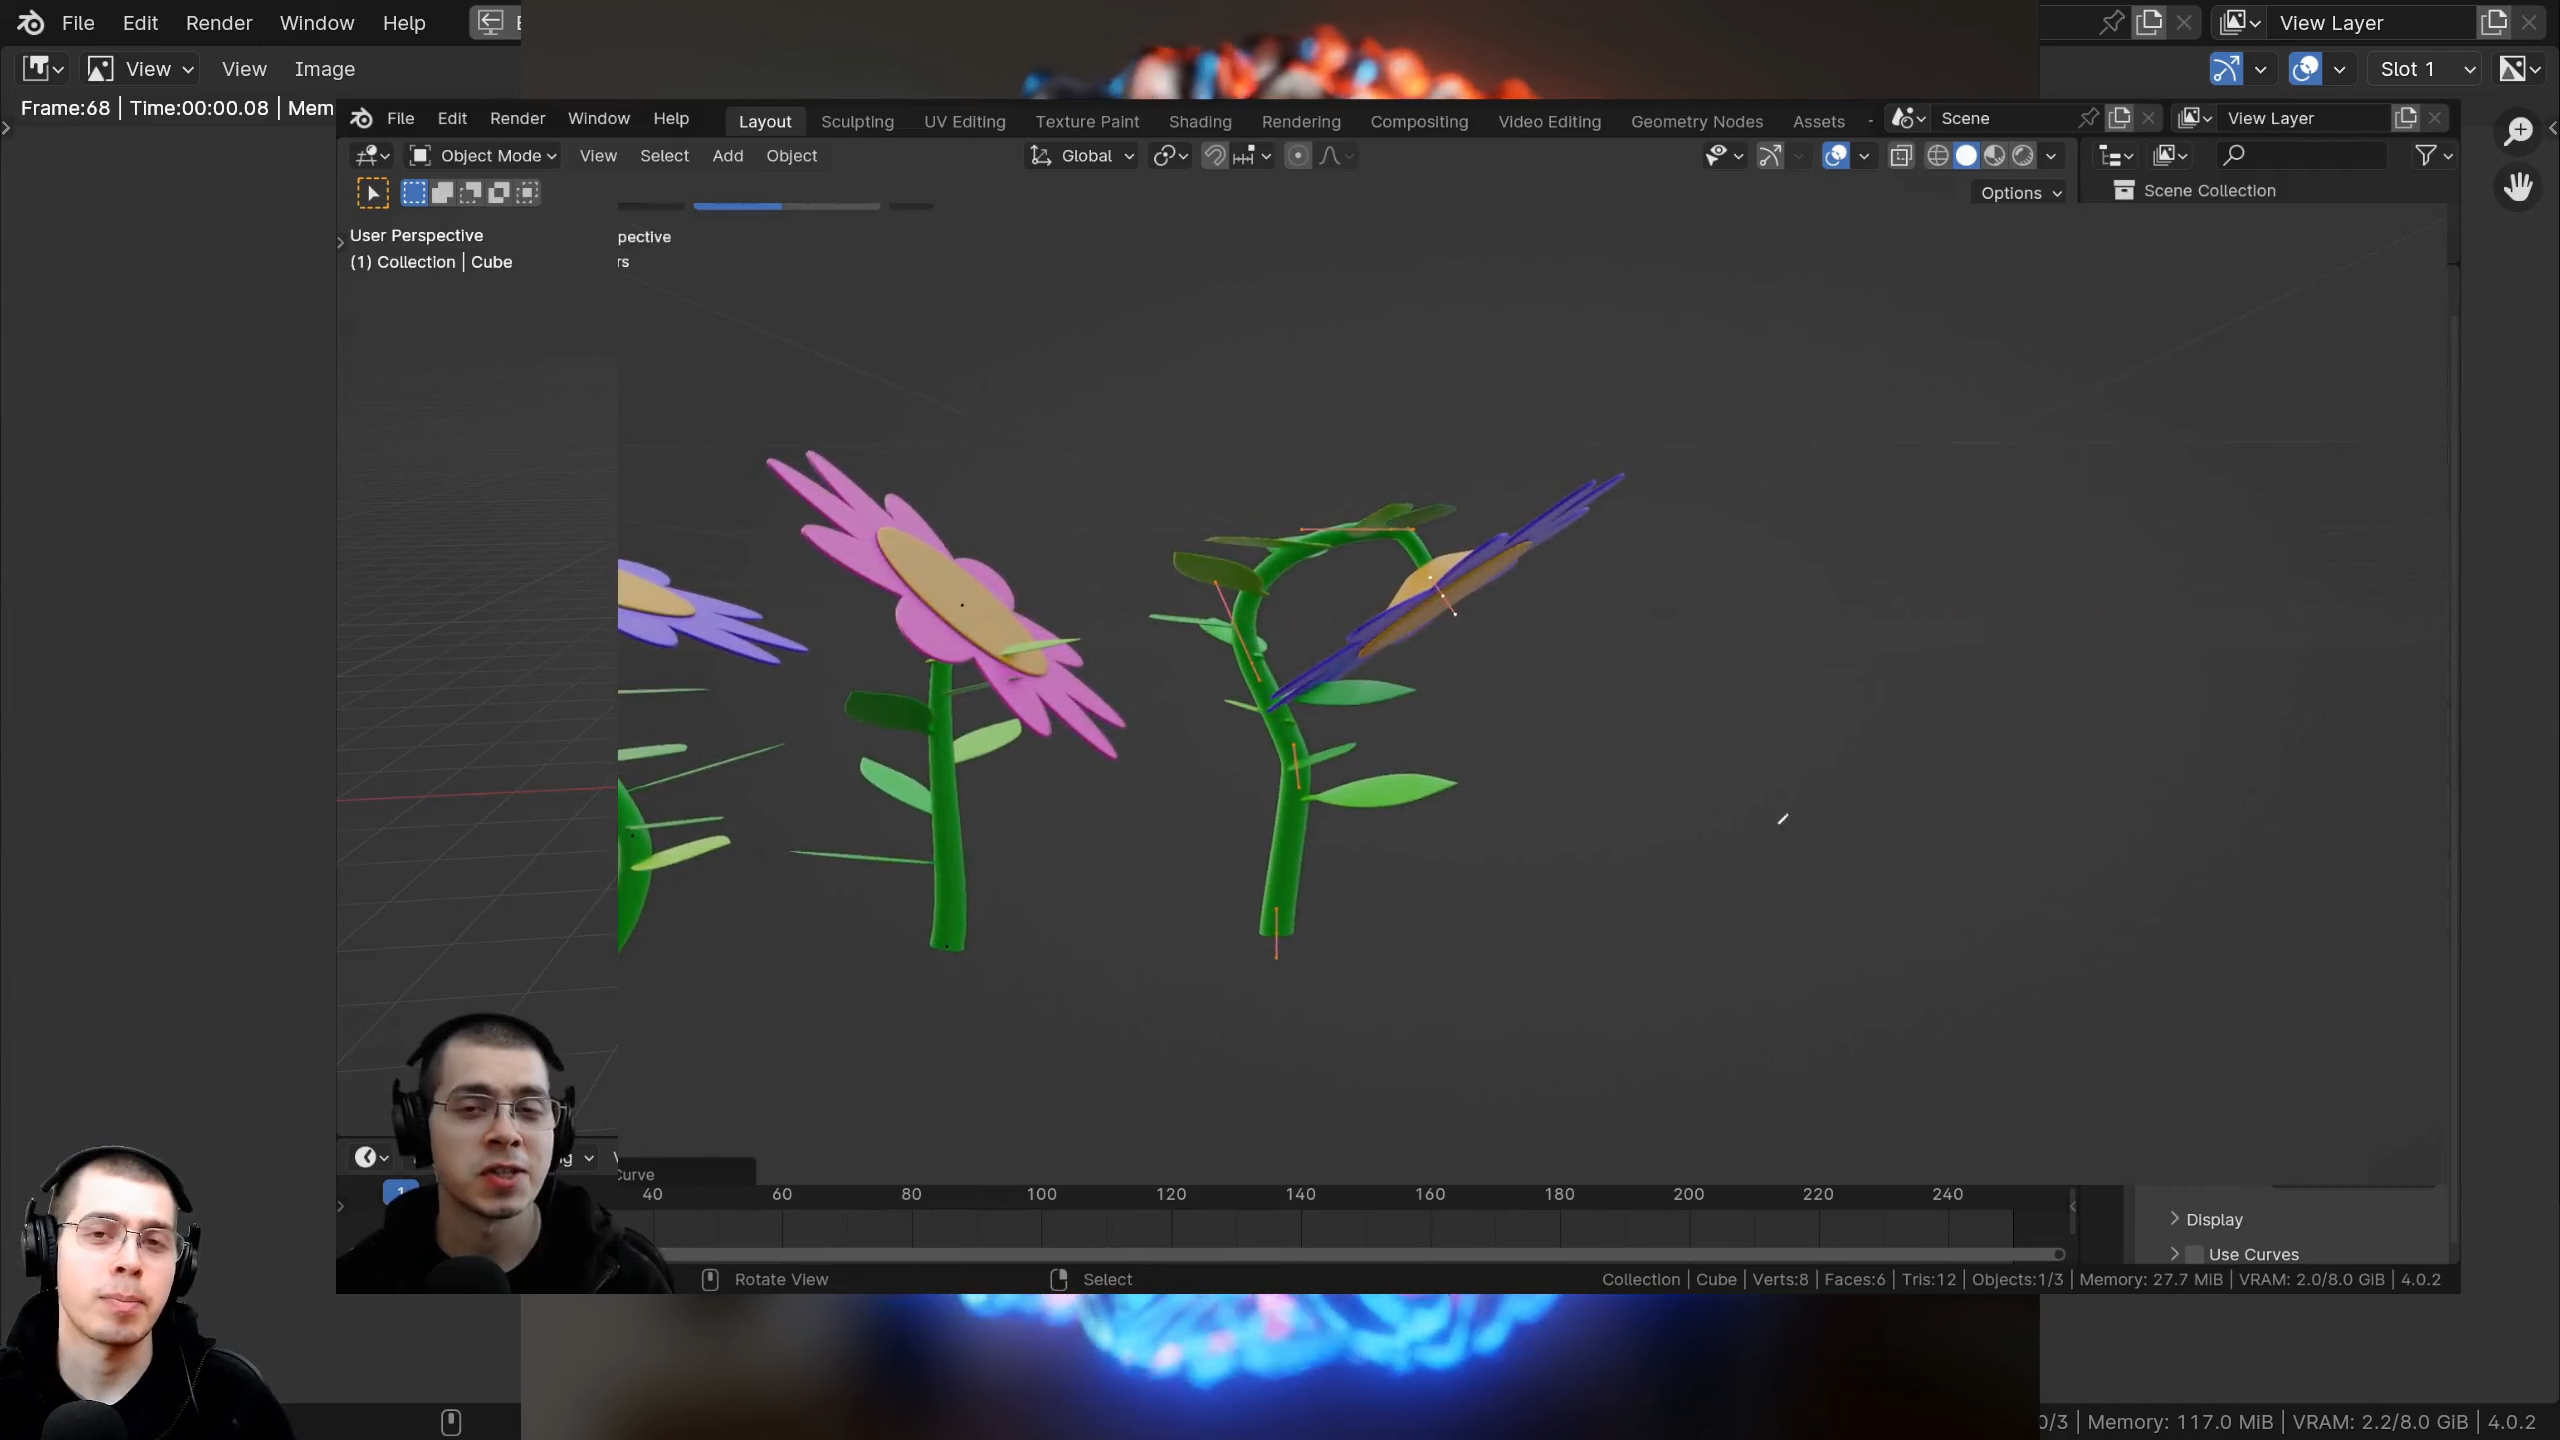 File Edit Render Window Help
View Layer
View View Image
Slot 1
Frame:68 | Time:00:00.08 | Mem
File Edit Render Window Help
Layout Sculpting UV Editing Texture Paint Shading Rendering Compositing Video Editing Geometry Nodes Assets
Scene
View Layer
Object Mode View Select Add Object
Global
Options
Scene Collection
User Perspective
(1) Collection | Cube
pective
rs
urve
1
40 60 80 100 120 140 160 180 200 220 240
Display
Use Curves
Rotate View
Select
Collection | Cube | Verts:8 | Faces:6 | Tris:12 | Objects:1/3 | Memory: 27.7 MiB | VRAM: 2.0/8.0 GiB | 4.0.2
0/3 | Memory: 117.0 MiB | VRAM: 2.2/8.0 GiB | 4.0.2